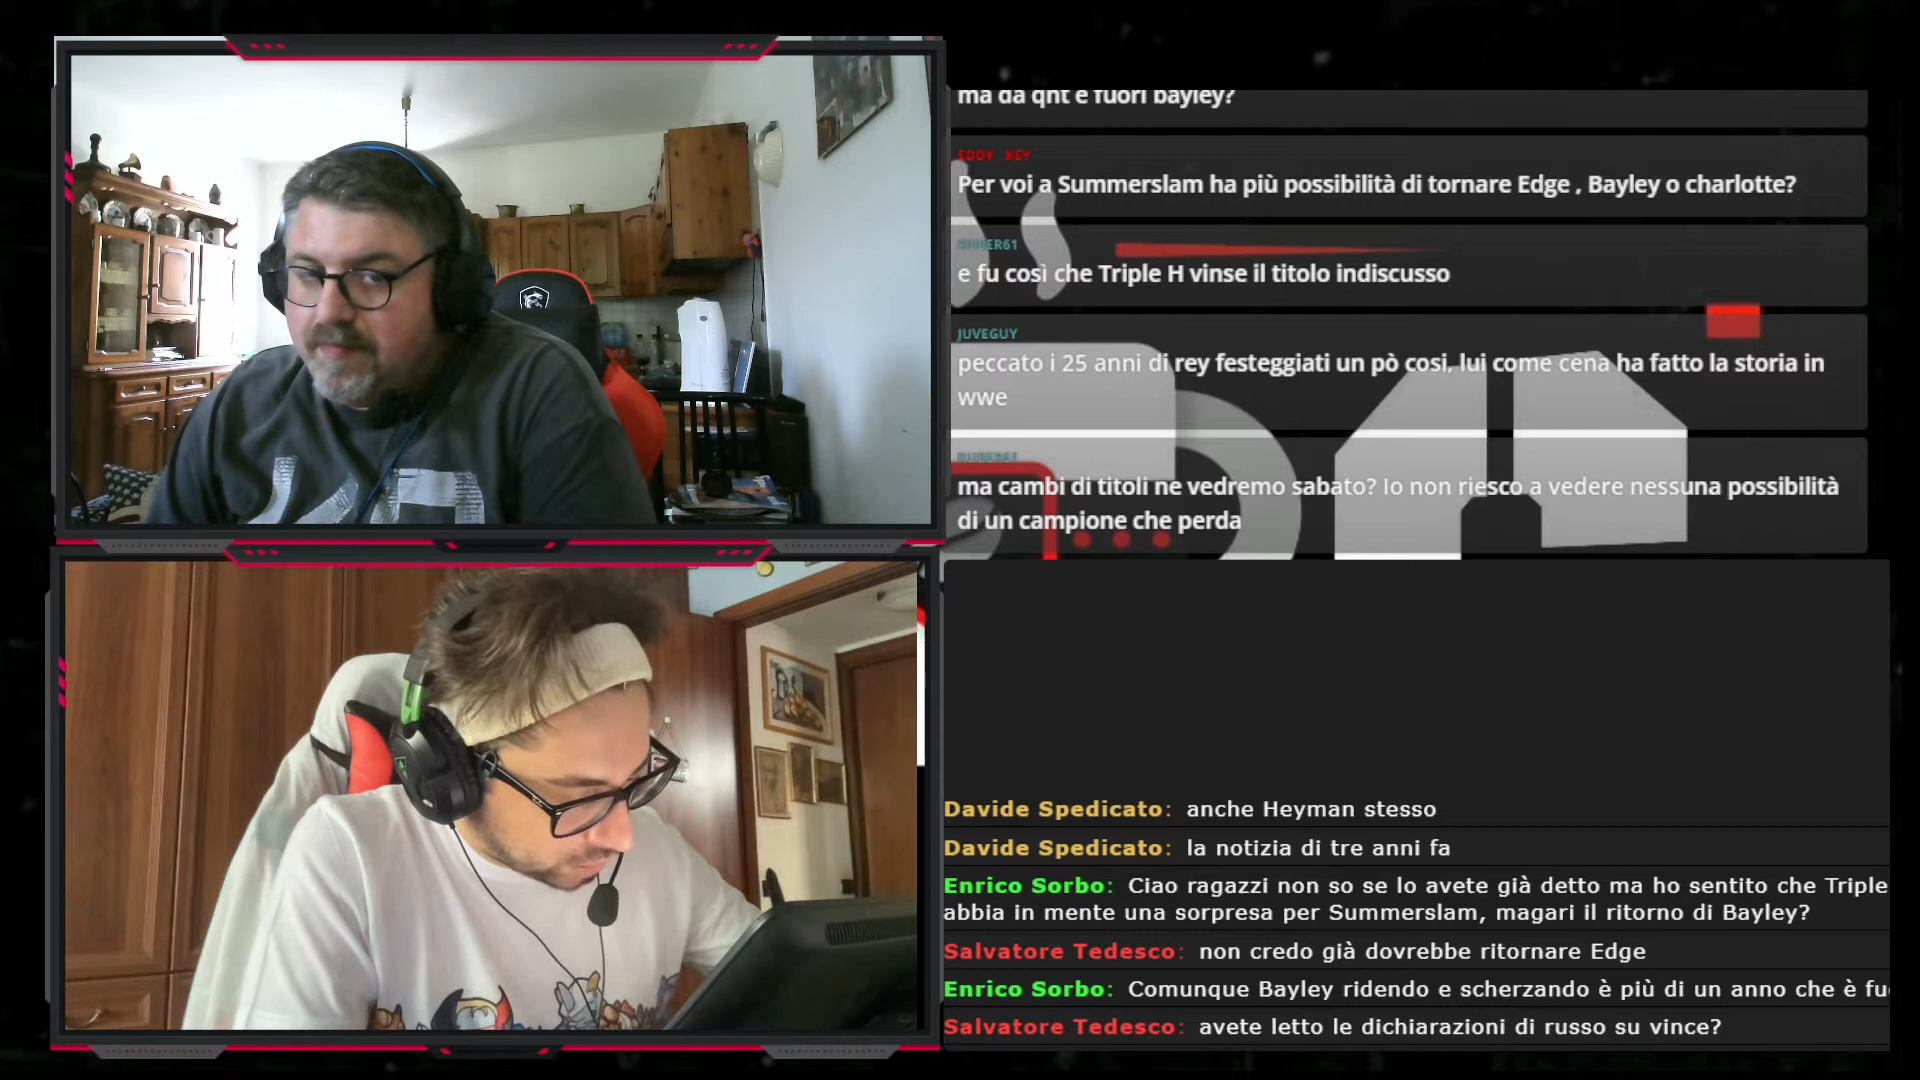 ma da qnt è fuori bayley?
EDDY KEY
Per voi a Summerslam ha più possibilità di tornare Edge , Bayley o charlotte?
e fu così che Triple H vinse il titolo indiscusso
JUVEGUY
peccato i 25 anni di rey festeggiati un pò cosi, lui come cena ha fatto la storia in
wwe
ma cambi di titoli ne vedremo sabato? Io non riesco a vedere nessuna possibilità
di un campione che perda
Davide Spedicato: anche Heyman stesso
Davide Spedicato: la notizia di tre anni fa
Enrico Sorbo: Ciao ragazzi non so se lo avete già detto ma ho sentito che Triple
abbia in mente una sorpresa per Summerslam, magari il ritorno di Bayley?
Salvatore Tedesco: non credo già dovrebbe ritornare Edge
Enrico Sorbo: Comunque Bayley ridendo e scherzando è più di un anno che è
Salvatore Tedesco: avete letto le dichiarazioni di russo su vince?